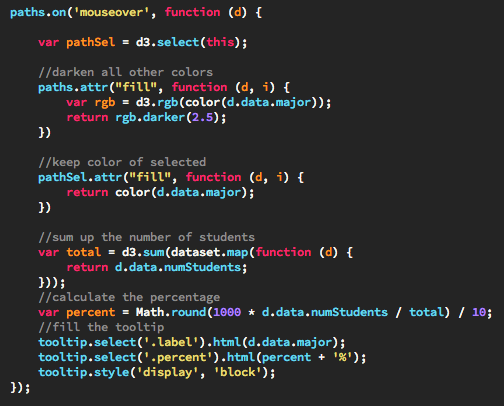 paths.on('mouseover', function (d) {
var pathSel = d3.select(this);
//darken all other colors
paths.attr("fill", function (d, i) {
var rgb = d3.rgb(color(d.data.major));
return rgb.darker(2.5);
})
//keep color of selected
pathSel.attr("fill", function (d, i) {
return color(d.data.major);
})
//sum up the number of students
var total = d3.sum(dataset.map(function (d) {
return d.data.numStudents;
}));
//calculate the percentage
var percent = Math.round(1000 * d.data.numStudents / total) / 10;
//fill the tooltip
tooltip.select('.label').html(d.data.major);
tooltip.select('.percent').html(percent + '%');
tooltip.style('display', 'block');
});